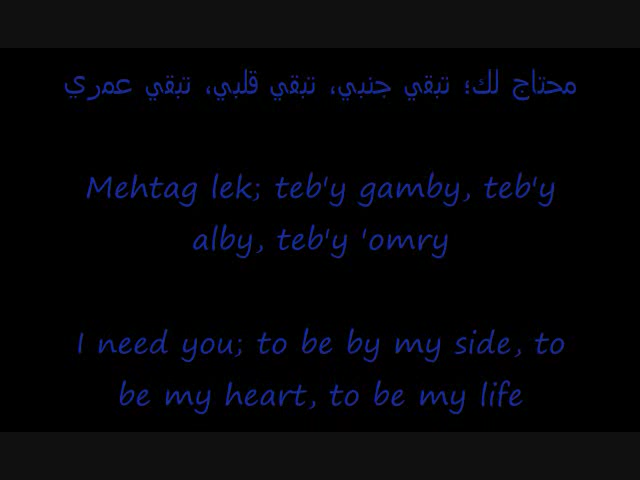 محتاج لك؛ تبقي جنبي، تبقي قلبي، تبقي عمري
Mehtag lek; teb'y gamby, teb'y
alby, teb'y 'omry
I need you; to be by my side, to
be my heart, to be my life